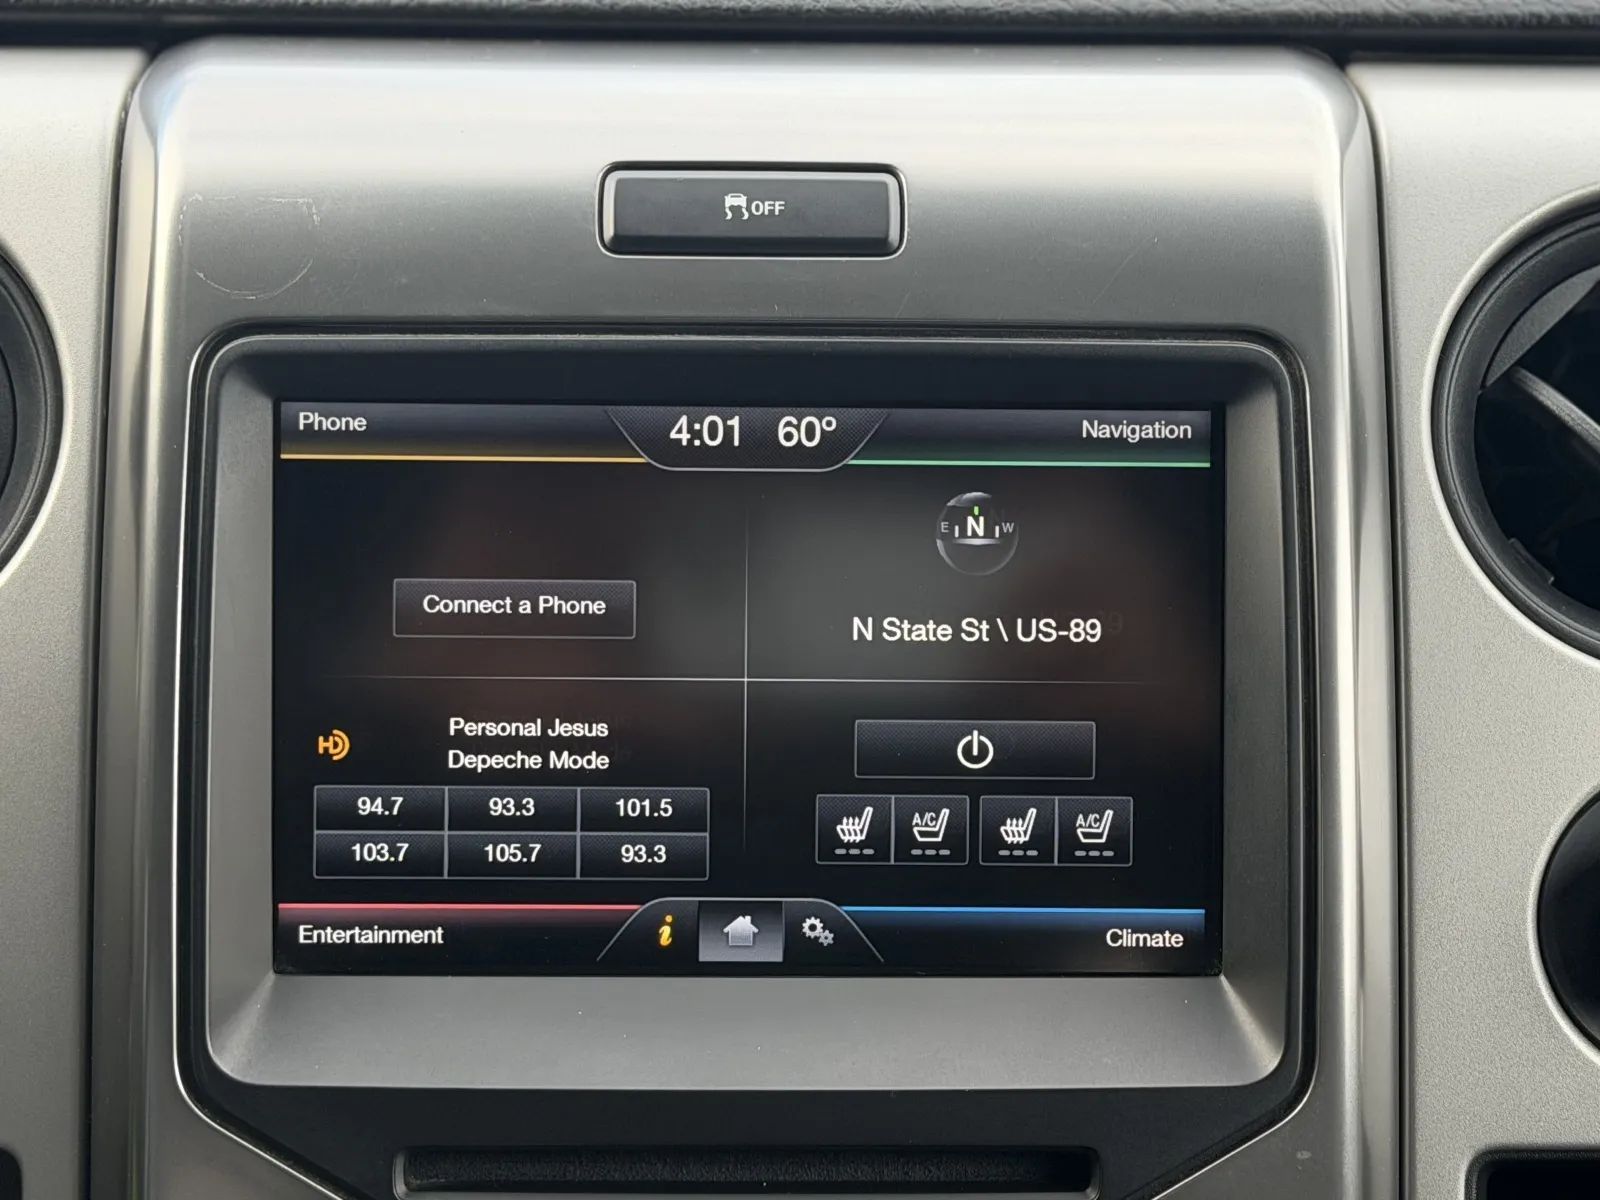 OFF
Phone
4:01 60°
Navigation
E N W
Connect a Phone
N State St \ US-89
HD
Personal Jesus
Depeche Mode
94.7 93.3 101.5
103.7 105.7 93.3
A/C A/C
Entertainment
i
Climate